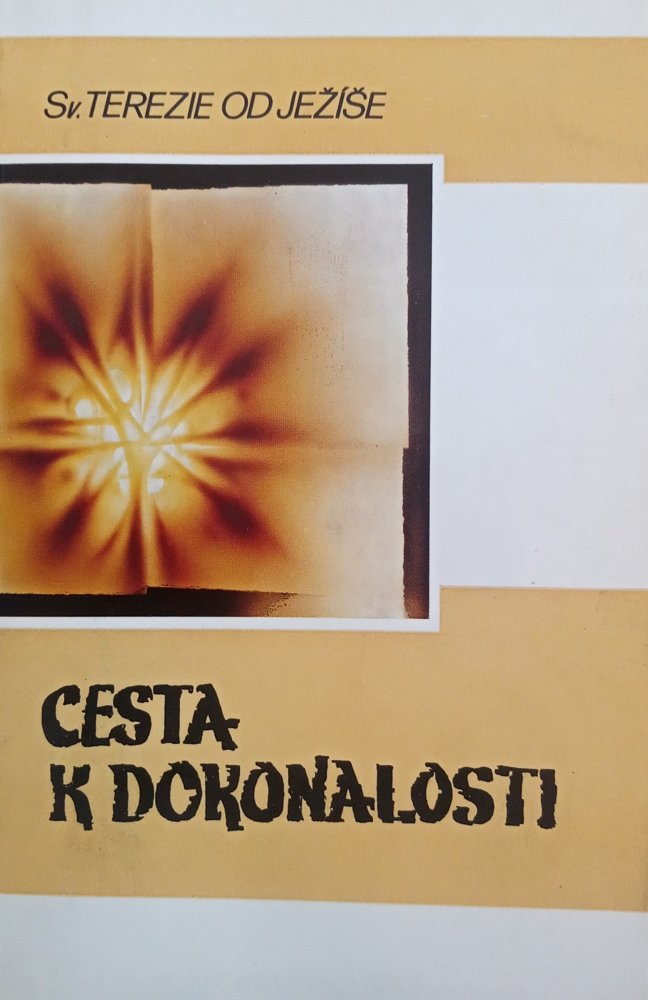 Sv. TEREZIE OD JEŽÍŠE
CESTA
K DOKONALOSTI